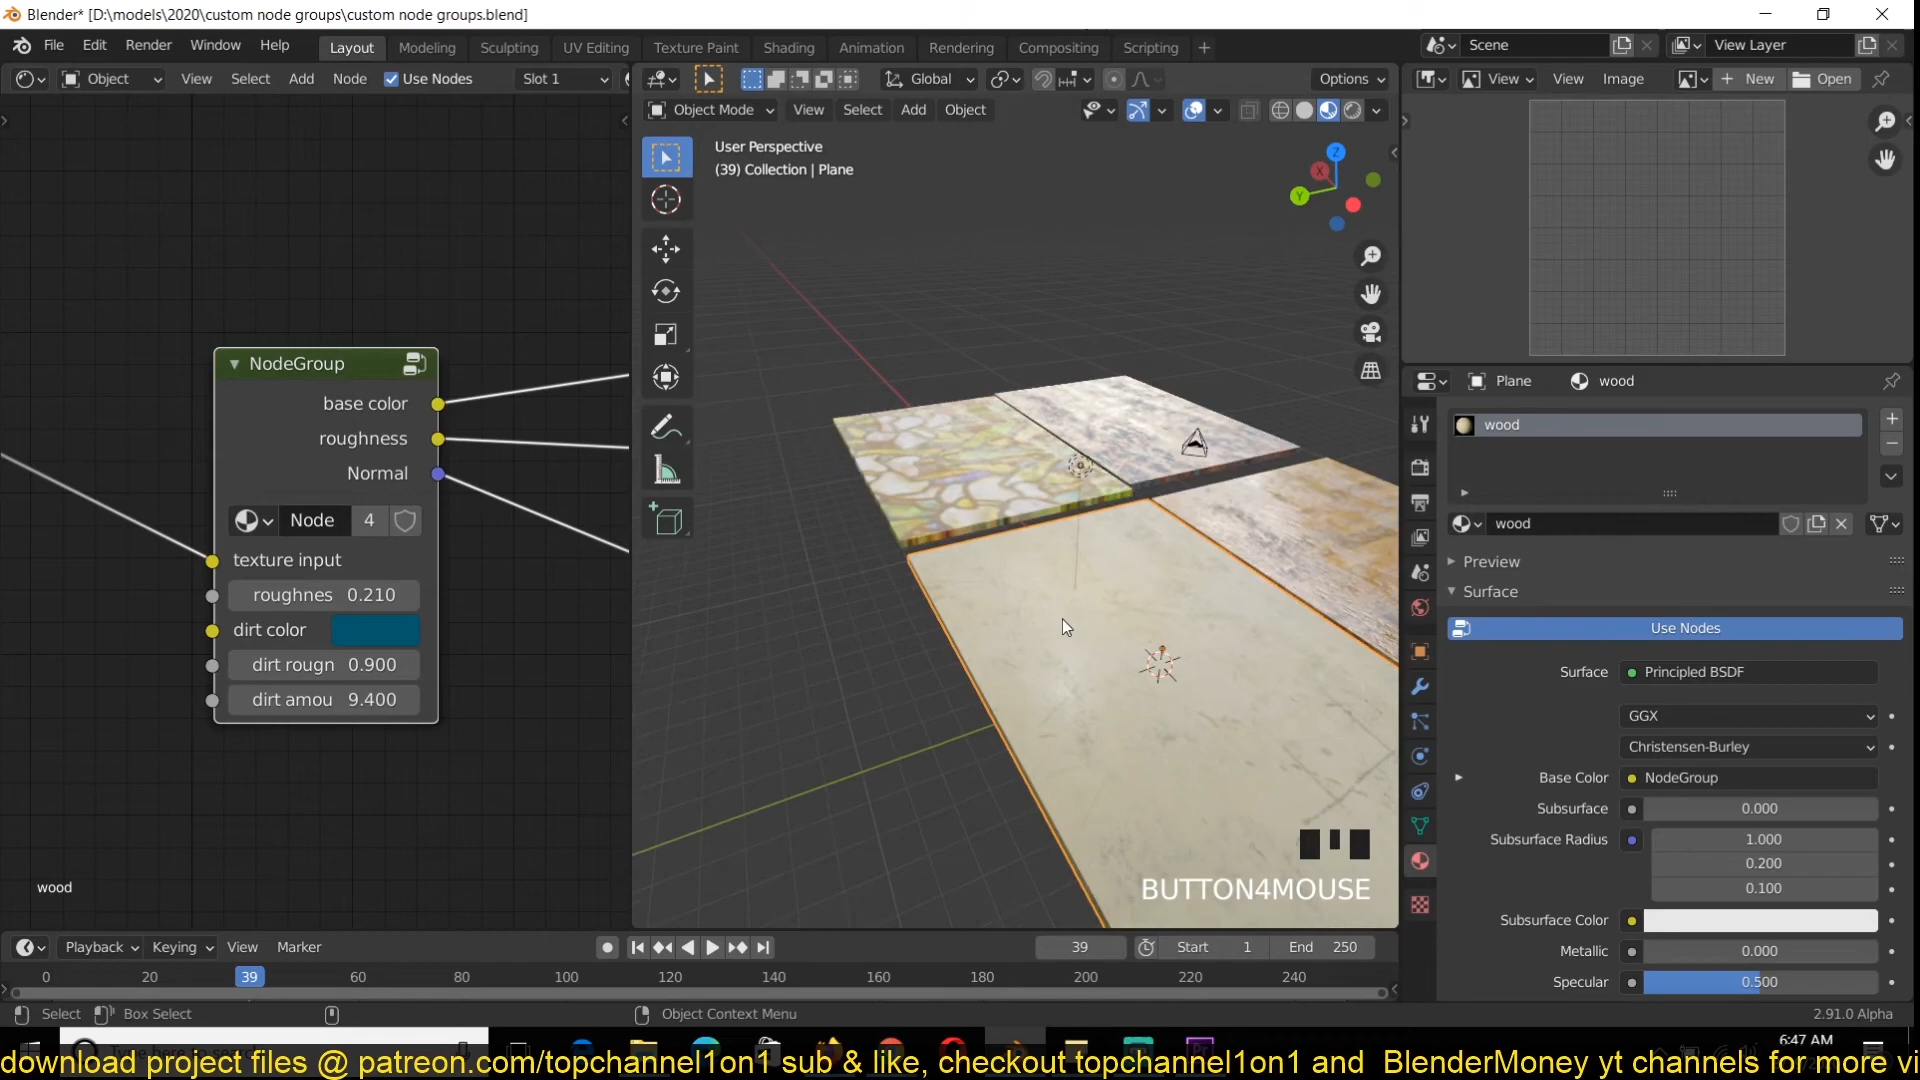 Blender* [D:\models\2020\custom node groups\custom node groups.blend]
File Edit Render Window Help Layout Modeling Sculpting UV Editing Texture Paint Shading Animation Rendering Compositing Scripting + Scene View Layer
Object View Select Add Node Use Nodes Slot 1 Global Options View View Image New Open
Object Mode View Select Add Object
User Perspective
(39) Collection | Plane
Z
X
Y
NodeGroup
base color
roughness
Normal
Node 4
texture input
roughnes 0.210
dirt color
dirt rough 0.900
dirt amou 9.400
wood
BUTTON4MOUSE
Plane wood
wood
wood
Preview
Surface
Use Nodes
Surface Principled BSDF
GGX
Christensen-Burley
Base Color NodeGroup
Subsurface 0.000
Subsurface Radius 1.000
0.200
0.100
Subsurface Color
Metallic 0.000
Specular 0.500
Playback Keying View Marker 39 Start 1 End 250
0 20 39 60 80 100 120 140 160 180 200 220 240
Select Box Select Object Context Menu 2.91.0 Alpha
6:47 AM
download project files @ patreon.com/topchannel1on1 sub & like, checkout topchannel1on1 and BlenderMoney yt channels for more vi